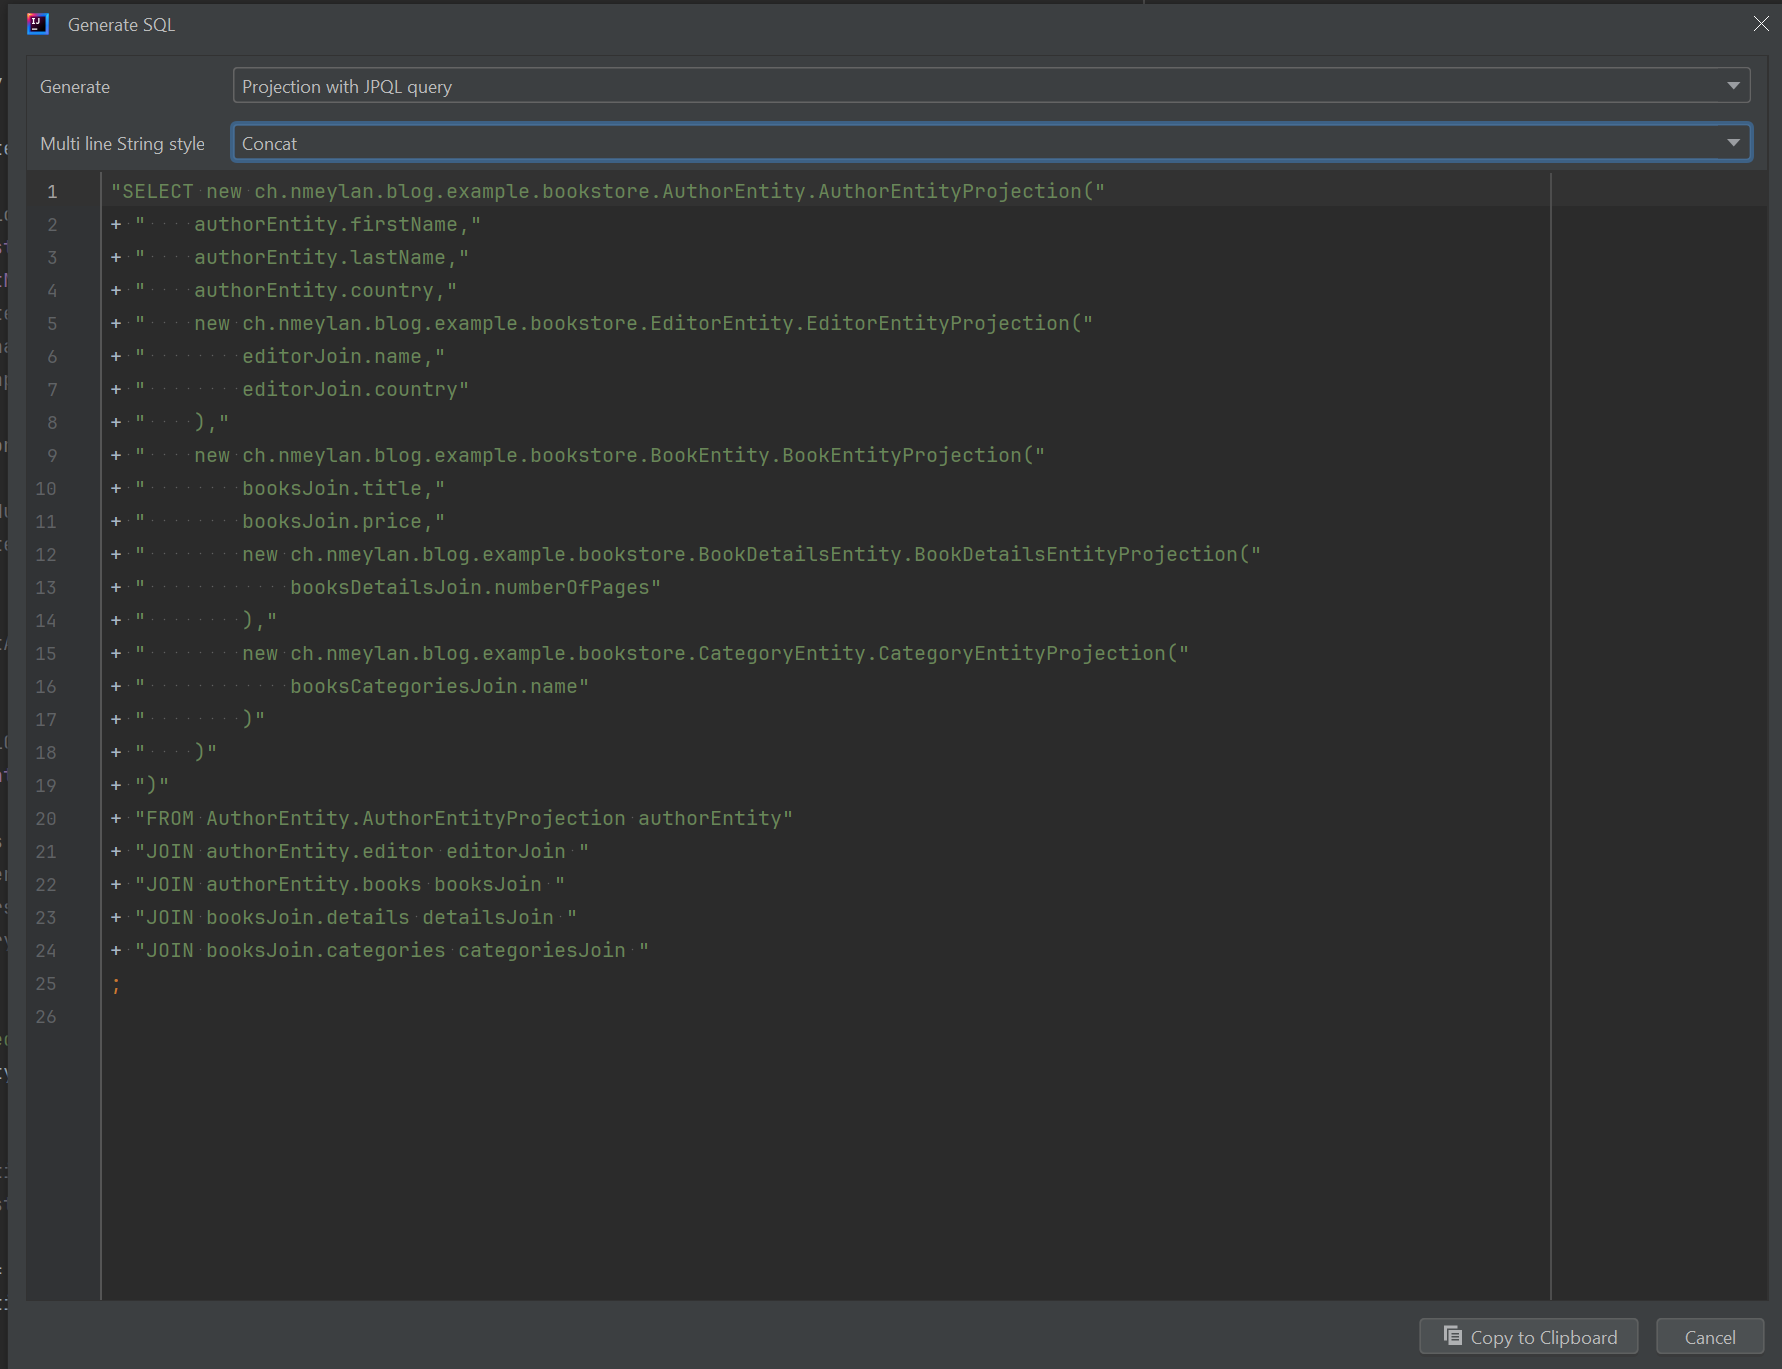 Generate SQL
Generate
Projection with JPQL query
Multi line String style
Concat
1 "SELECT new ch.nmeylan.blog.example.bookstore.AuthorEntity.AuthorEntityProjection("
2 + "    authorEntity.firstName,"
3 + "    authorEntity.lastName,"
4 + "    authorEntity.country,"
5 + "    new ch.nmeylan.blog.example.bookstore.EditorEntity.EditorEntityProjection("
6 + "        editorJoin.name,"
7 + "        editorJoin.country"
8 + "    ),"
9 + "    new ch.nmeylan.blog.example.bookstore.BookEntity.BookEntityProjection("
10 + "        booksJoin.title,"
11 + "        booksJoin.price,"
12 + "        new ch.nmeylan.blog.example.bookstore.BookDetailsEntity.BookDetailsEntityProjection("
13 + "            booksDetailsJoin.numberOfPages"
14 + "        ),"
15 + "        new ch.nmeylan.blog.example.bookstore.CategoryEntity.CategoryEntityProjection("
16 + "            booksCategoriesJoin.name"
17 + "        )"
18 + "    )"
19 + ")"
20 + "FROM AuthorEntity.AuthorEntityProjection authorEntity"
21 + "JOIN authorEntity.editor editorJoin "
22 + "JOIN authorEntity.books booksJoin "
23 + "JOIN booksJoin.details detailsJoin "
24 + "JOIN booksJoin.categories categoriesJoin "
25 ;
26
Copy to Clipboard
Cancel